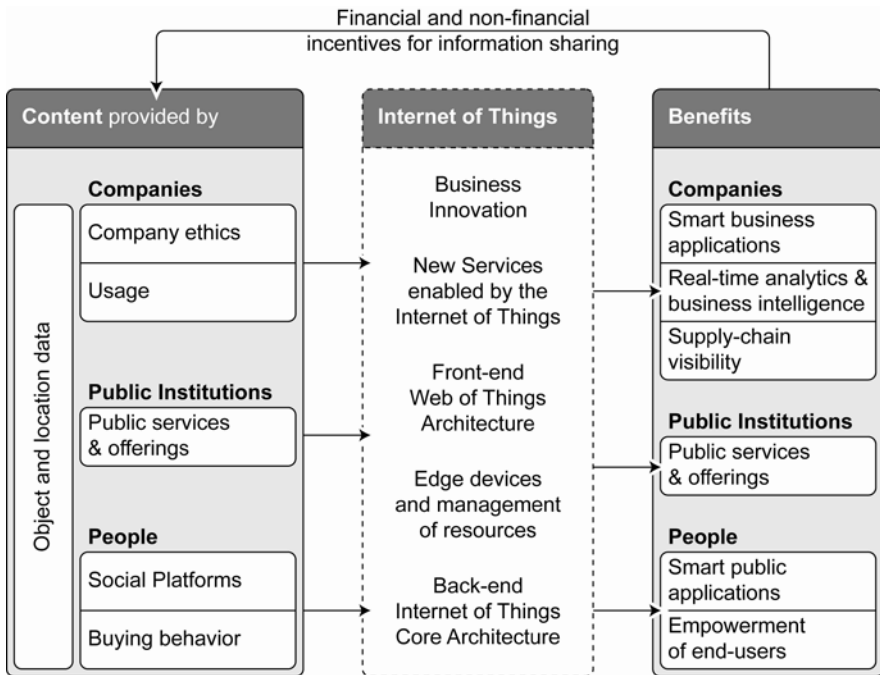 Financial and non-financial
incentives for information sharing
Content provided by
Companies
Company ethics
Usage
Public Institutions
Public services
& offerings
People
Social Platforms
Buying behavior
Object and location data
Internet of Things
Business
Innovation
New Services
enabled by the
Internet of Things
Front-end
Web of Things
Architecture
Edge devices
and management
of resources
Back-end
Internet of Things
Core Architecture
Benefits
Companies
Smart business
applications
Real-time analytics &
business intelligence
Supply-chain
visibility
Public Institutions
Public services
& offerings
People
Smart public
applications
Empowerment
of end-users